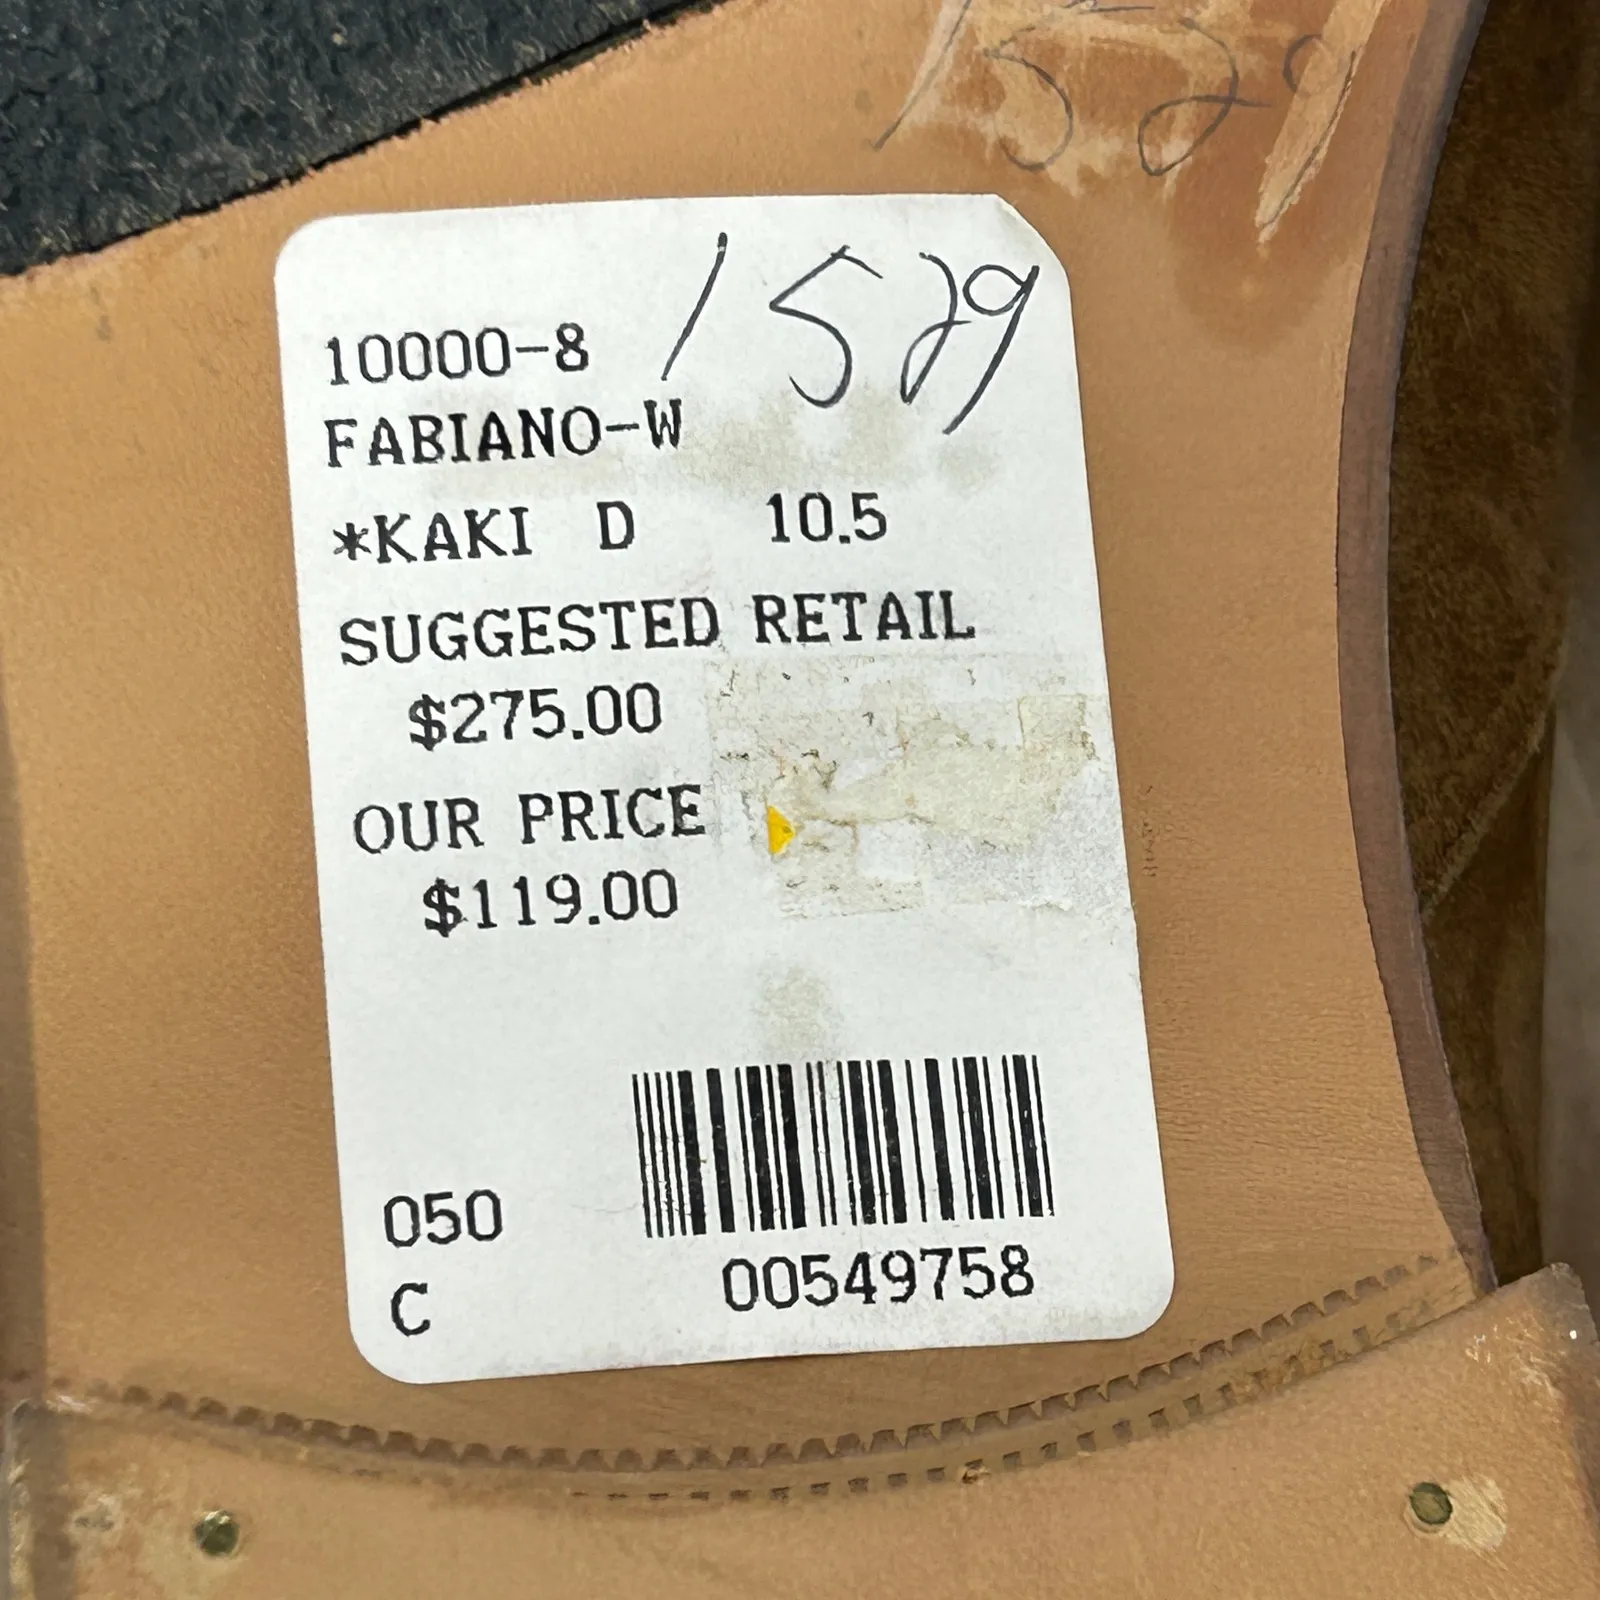 1529
10000-8
FABIANO-W
*KAKI D 10.5
SUGGESTED RETAIL
$275.00
OUR PRICE
$119.00
050
C
00549758